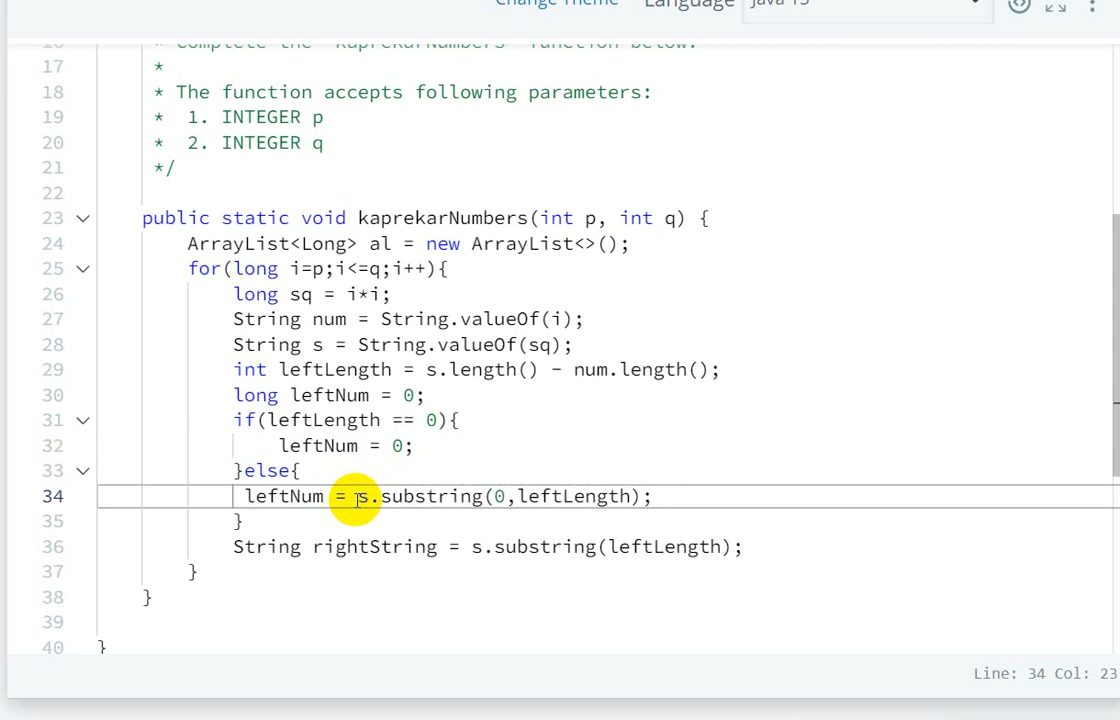 Change Theme Language Java 15
16 * Complete the 'kaprekarNumbers' function below.
17 *
18 * The function accepts following parameters:
19 * 1. INTEGER p
20 * 2. INTEGER q
21 */
22
23 public static void kaprekarNumbers(int p, int q) {
24 ArrayList<Long> al = new ArrayList<>();
25 for(long i=p;i<=q;i++){
26 long sq = i*i;
27 String num = String.valueOf(i);
28 String s = String.valueOf(sq);
29 int leftLength = s.length() - num.length();
30 long leftNum = 0;
31 if(leftLength == 0){
32 leftNum = 0;
33 }else{
34 leftNum = s.substring(0,leftLength);
35 }
36 String rightString = s.substring(leftLength);
37 }
38 }
39
40 }
Line: 34 Col: 23